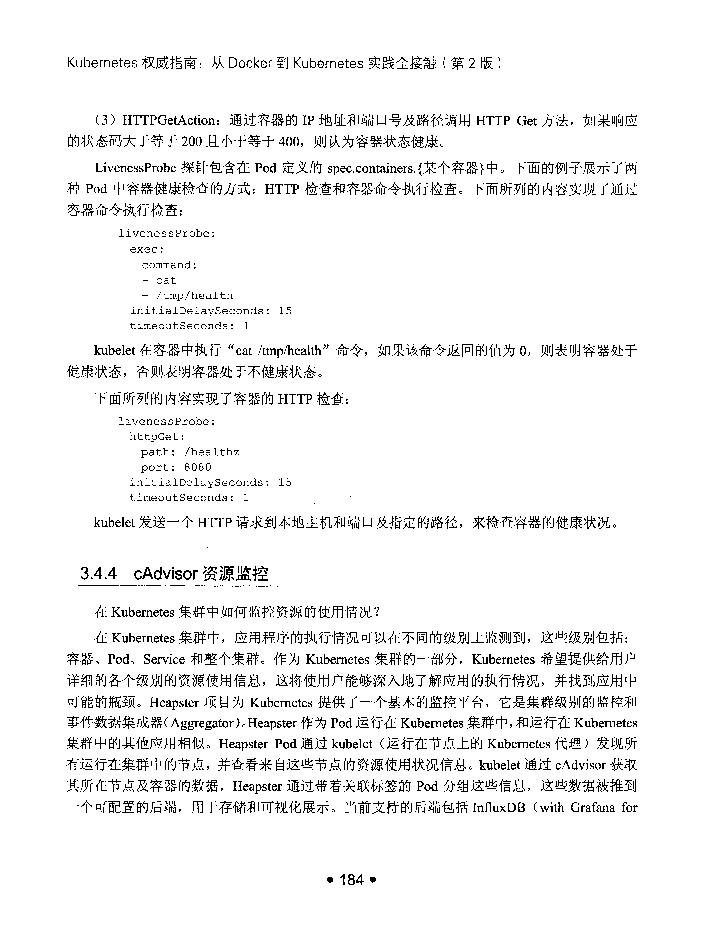 Kubernetes 权威指南：从 Docker 到 Kubernetes 实践全接触（第 2 版）
（3）HTTPGetAction：通过容器的 IP 地址和端口号及路径调用 HTTP Get 方法，如果响应
的状态码大于等于 200 且小于等于 400，则认为容器状态健康。
LivenessProbe 探针包含在 Pod 定义的 spec.containers.{某个容器}中。下面的例子展示了两
种 Pod 中容器健康检查的方式：HTTP 检查和容器命令执行检查。下面所列的内容实现了通过
容器命令执行检查：
livenessProbe:
exec:
command:
- cat
- /tmp/health
initialDelaySeconds: 15
timeoutSeconds: 1
kubelet 在容器中执行“cat /tmp/health”命令，如果该命令返回的值为 0，则表明容器处于
健康状态，否则表明容器处于不健康状态。
下面所列的内容实现了容器的 HTTP 检查：
livenessProbe:
httpGet:
path: /healthz
port: 8080
initialDelaySeconds: 15
timeoutSeconds: 1
kubelet 发送一个 HTTP 请求到本地主机和端口及指定的路径，来检查容器的健康状况。
3.4.4 cAdvisor 资源监控
在 Kubernetes 集群中如何监控资源的使用情况？
在 Kubernetes 集群中，应用程序的执行情况可以在不同的级别上监测到，这些级别包括：
容器、Pod、Service 和整个集群。作为 Kubernetes 集群的一部分，Kubernetes 希望提供给用户
详细的各个级别的资源使用信息，这将使用户能够深入地了解应用的执行情况，并找到应用中
可能的瓶颈。Heapster 项目为 Kubernetes 提供了一个基本的监控平台，它是集群级别的监控和
事件数据集成器（Aggregator）。Heapster 作为 Pod 运行在 Kubernetes 集群中，和运行在 Kubernetes
集群中的其他应用相似。Heapster Pod 通过 kubelet（运行在节点上的 Kubernetes 代理）发现所
有运行在集群中的节点，并查看来自这些节点的资源使用状况信息。kubelet 通过 cAdvisor 获取
其所在节点及容器的数据，Heapster 通过带着关联标签的 Pod 分组这些信息，这些数据被推到
一个可配置的后端，用于存储和可视化展示。当前支持的后端包括 InfluxDB（with Grafana for
• 184 •